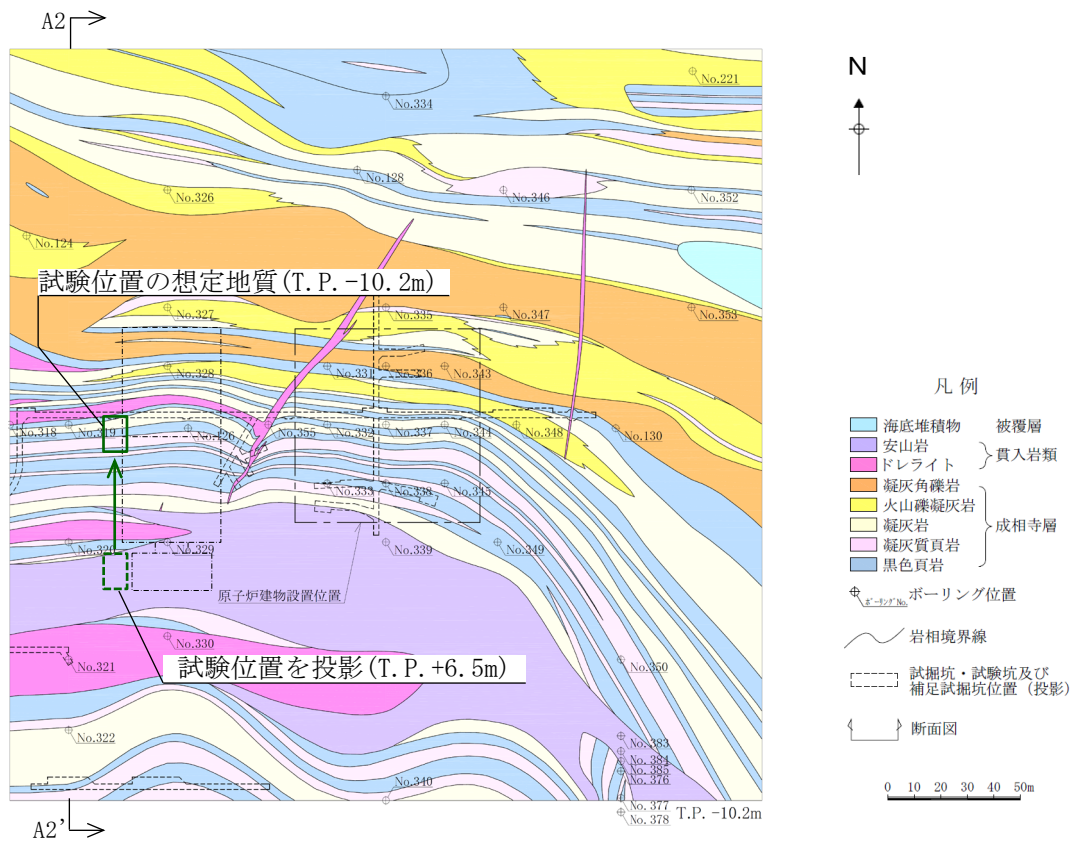 A2
N
No.221
No.334
No.128
No.326
No.346
No.352
No.124
試験位置の想定地質(T.P.-10.2m)
No.327
No.335
No.347
No.353
No.328
No.331
No.336
No.343
凡 例
No.318
No.319
No.126
No.355
No.332
No.337
No.344
No.348
No.130
海底堆積物
被覆層
安山岩
ドレライト
貫入岩類
凝灰角礫岩
火山礫凝灰岩
凝灰岩
凝灰質頁岩
黒色頁岩
成相寺層
No.333
No.338
No.345
No.320
No.329
No.339
No.349
原子炉建物設置位置
ボーリングNo.
ボーリング位置
No.330
岩相境界線
No.321
試験位置を投影(T.P.+6.5m)
No.350
試掘坑・試験坑及び
補足試掘坑位置（投影）
No.322
断面図
No.383
No.384
No.385
No.376
No.340
No.377
No.378
T.P. -10.2m
0 10 20 30 40 50m
A2'